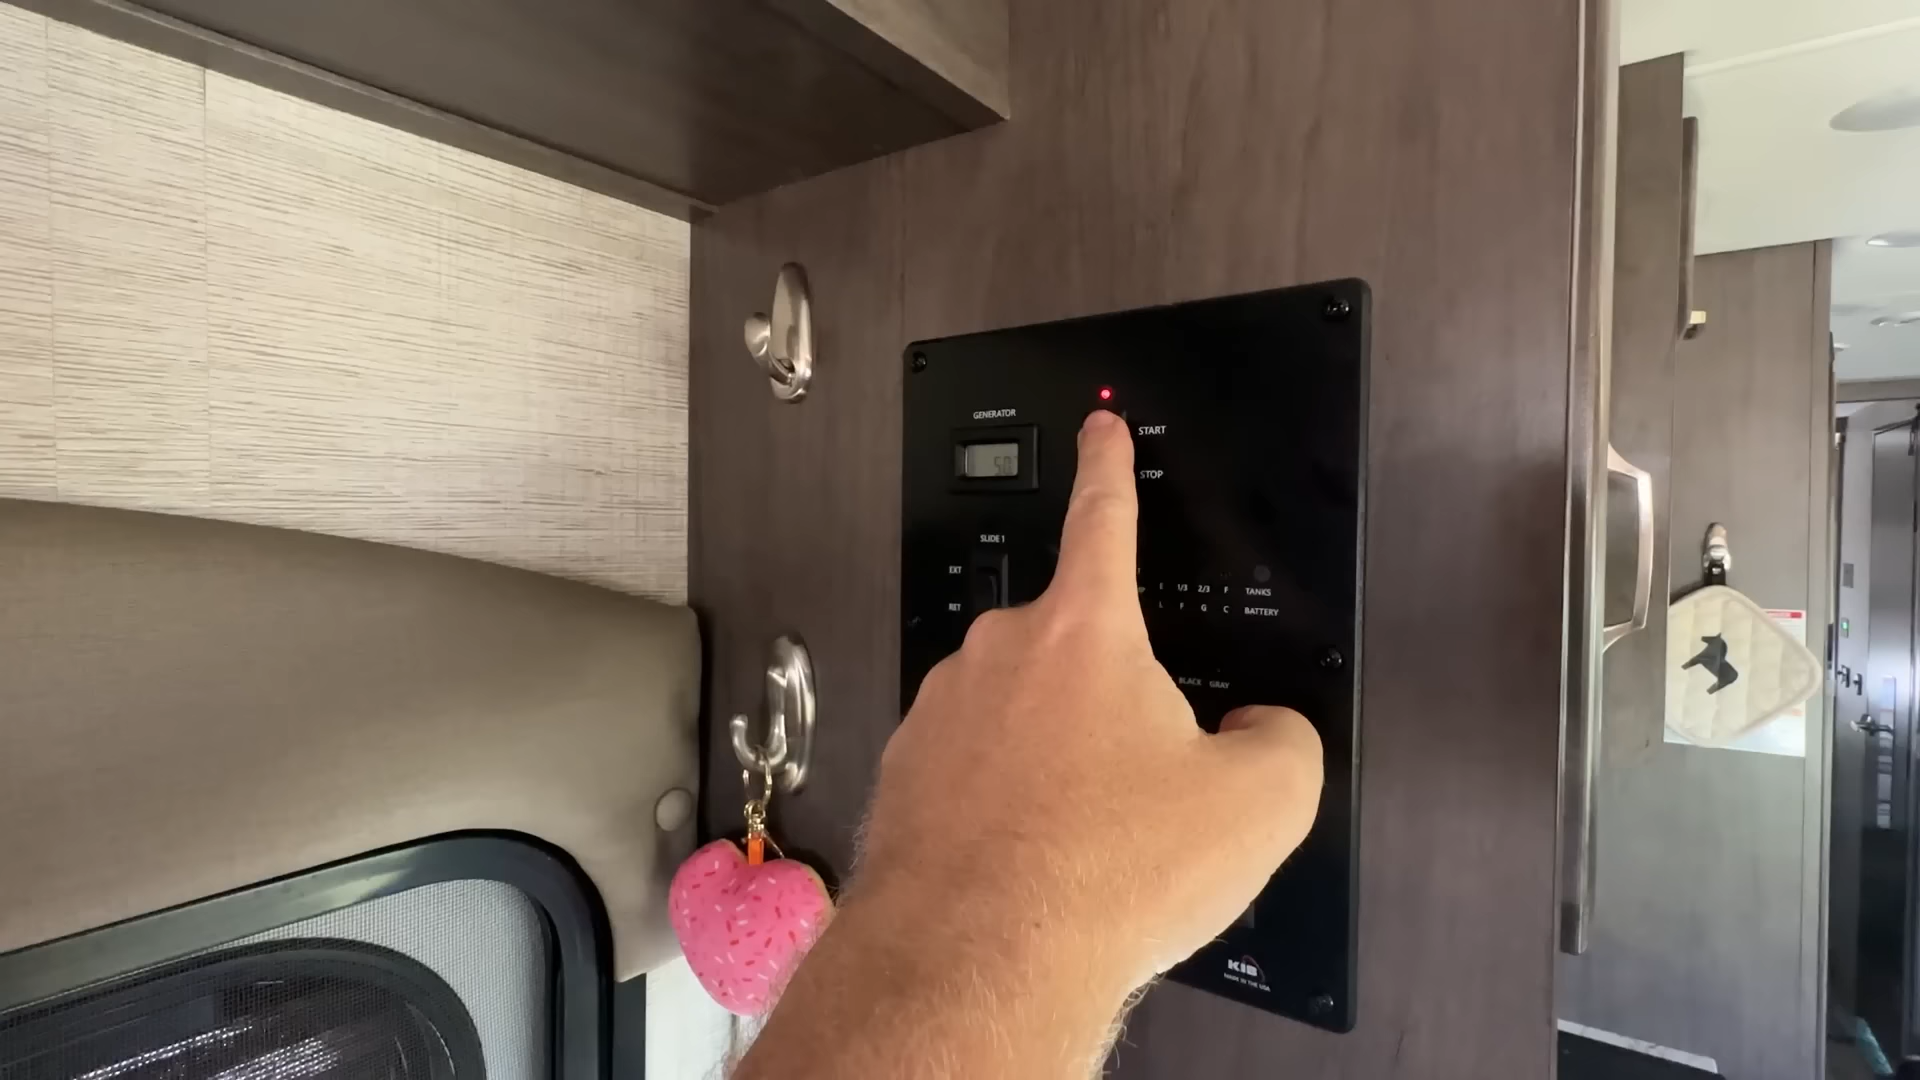 GENERATOR
START
50
STOP
SLIDE 1
EXT
RET
E 1/3 2/3 F TANKS
L F G C BATTERY
BLACK GRAY
KIB
MADE IN THE USA